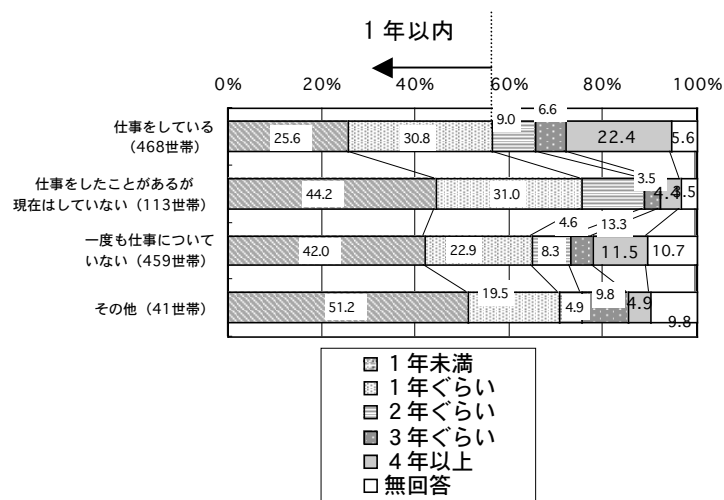 1年以内
0% 20% 40% 60% 80% 100%
仕事をしている
（468世帯）
25.6 30.8 9.0 6.6 22.4 5.6
仕事をしたことがあるが
現在はしていない（113世帯）
44.2 31.0 13.3 3.5 4.4 3.5
一度も仕事について
いない（459世帯）
42.0 22.9 8.3 4.6 11.5 10.7
その他（41世帯）
51.2 19.5 4.9 9.8 4.9 9.8
1年未満
1年ぐらい
2年ぐらい
3年ぐらい
4年以上
無回答